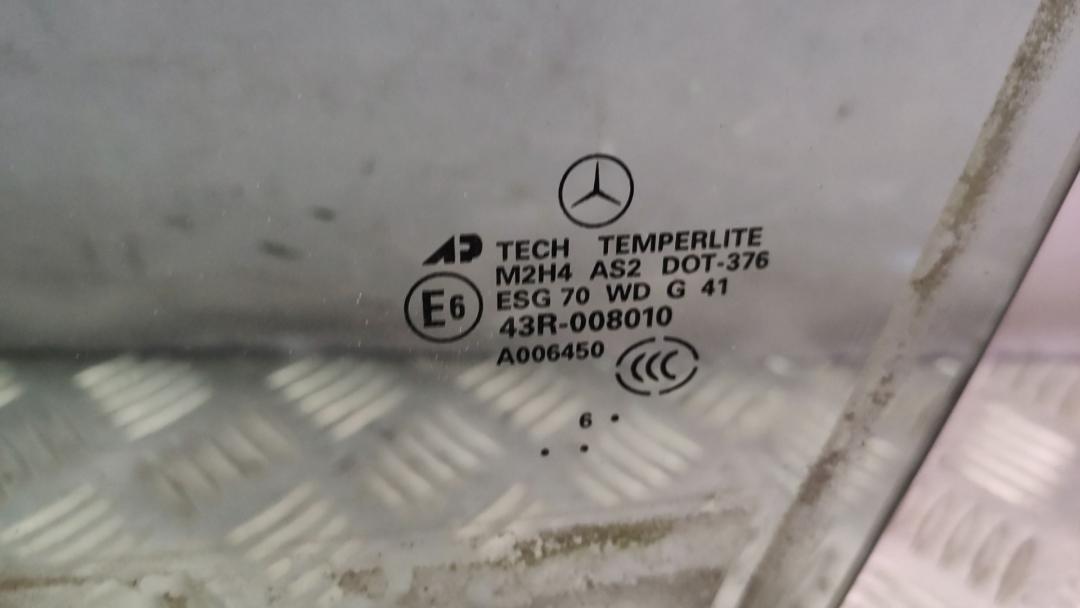 AP TECH TEMPERLITE
M2H4 AS2 DOT-376
E6 ESG 70 WD G 41
43R-008010
A006450 CCC
6 •
• •